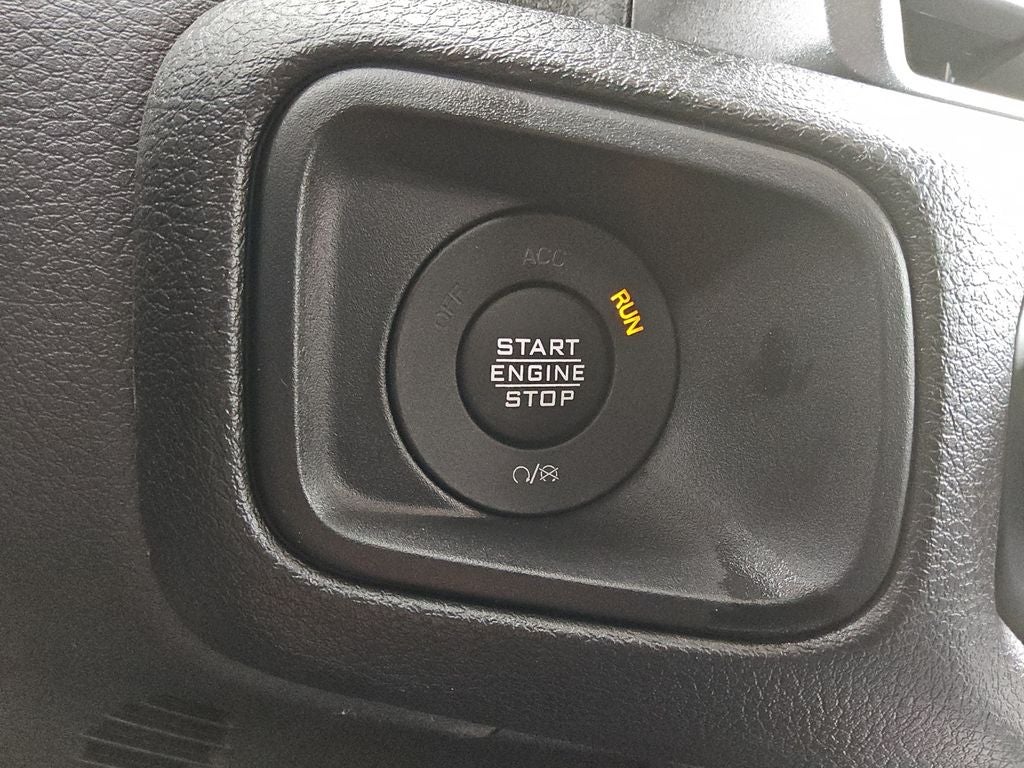 ACC
OFF
RUN
START
ENGINE
STOP